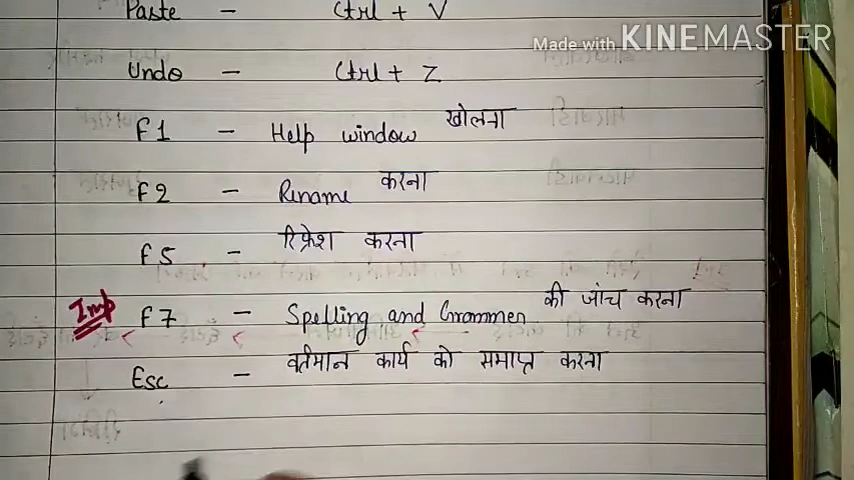 Paste - Ctrl + V
Made with KINEMASTER
Undo - Ctrl + Z
F1 - Help window खोलना
F2 - Rename करना
F5 - रिफ्रेश करना
Imp F7 - Spelling and Grammer की जांच करना
Esc - वर्तमान कार्य को समाप्त करना